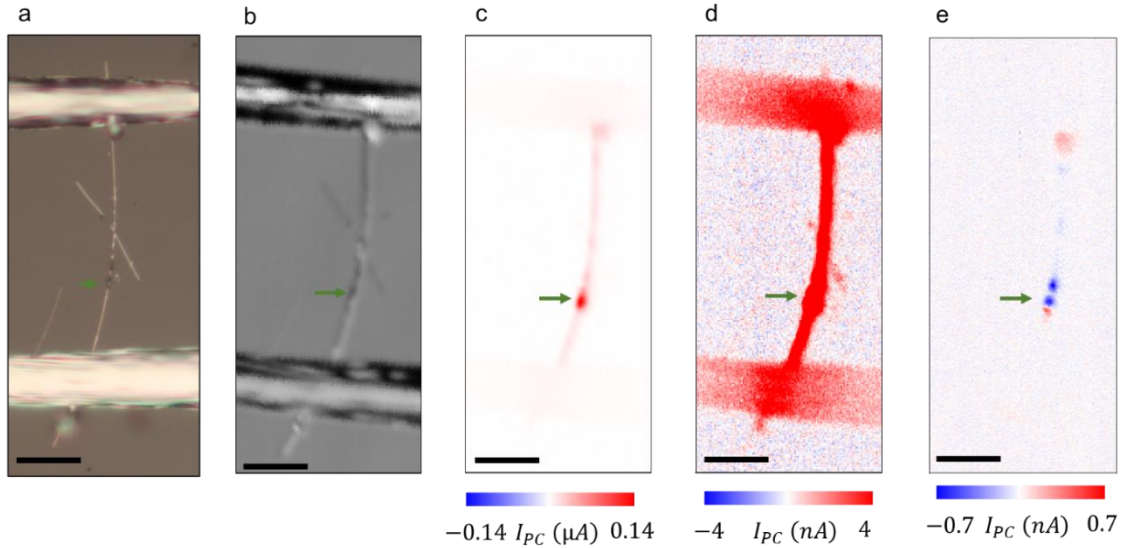 a
b
c
d
e
−0.14 I_PC (μA) 0.14
−4 I_PC (nA) 4
−0.7 I_PC (nA) 0.7